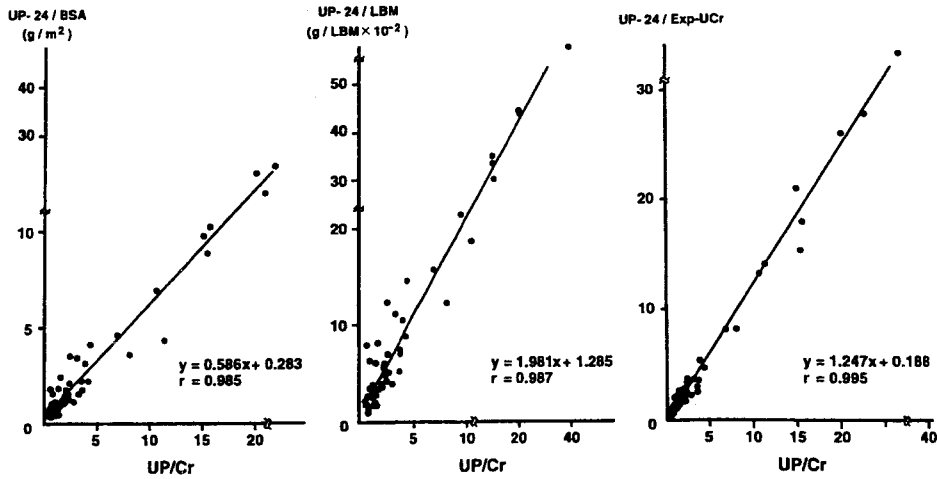 UP- 24 / BSA
(g / m²)
40
30
10
5
0
5
10
15
20
y = 0.586x + 0.283
r = 0.985
UP/Cr
UP- 24 / LBM
(g / LBM × 10⁻²)
50
40
30
20
10
0
5
10
20
40
y = 1.981x + 1.285
r = 0.987
UP/Cr
UP- 24 / Exp-UCr
30
20
10
0
5
10
15
20
40
y = 1.247x + 0.188
r = 0.995
UP/Cr